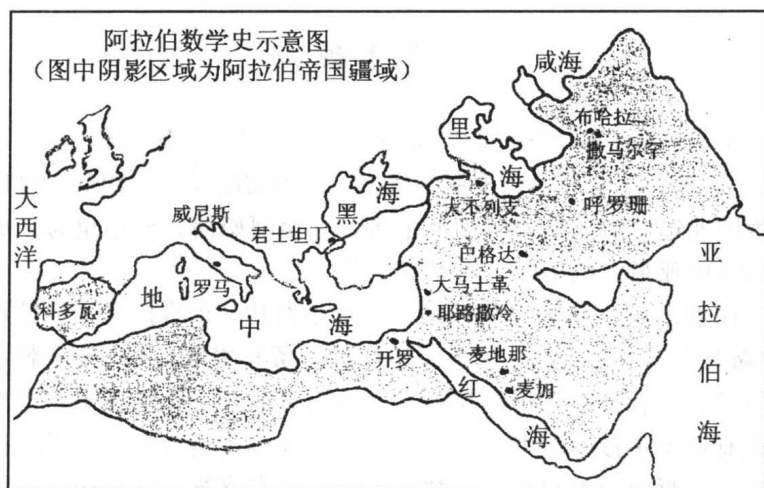 阿拉伯数学史示意图
（图中阴影区域为阿拉伯帝国疆域）
咸海
里海
布哈拉
撒马尔罕
大西洋
威尼斯
黑海
大不列支
呼罗珊
君士坦丁
巴格达
亚拉伯海
科多瓦
地中海
罗马
大马士革
耶路撒冷
开罗
麦地那
红海
麦加